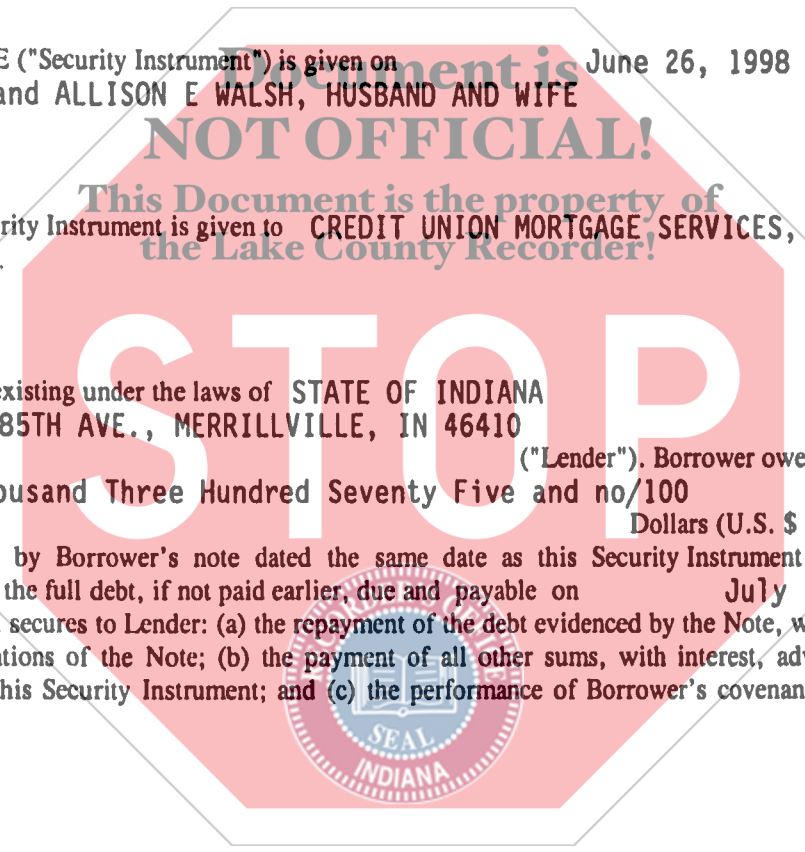 E ("Security Instrument") is given on June 26, 1998
Document is
and ALLISON E WALSH, HUSBAND AND WIFE
NOT OFFICIAL!
This Document is the property of
rity Instrument is given to CREDIT UNION MORTGAGE SERVICES,
the Lake County Recorder!
STOP
existing under the laws of STATE OF INDIANA
85TH AVE., MERRILLVILLE, IN 46410
("Lender"). Borrower owe
ousand Three Hundred Seventy Five and no/100
Dollars (U.S. $
by Borrower's note dated the same date as this Security Instrument
the full debt, if not paid earlier, due and payable on July
secures to Lender: (a) the repayment of the debt evidenced by the Note, w
tions of the Note; (b) the payment of all other sums, with interest, adv
his Security Instrument; and (c) the performance of Borrower's covenan
SEAL
INDIANA